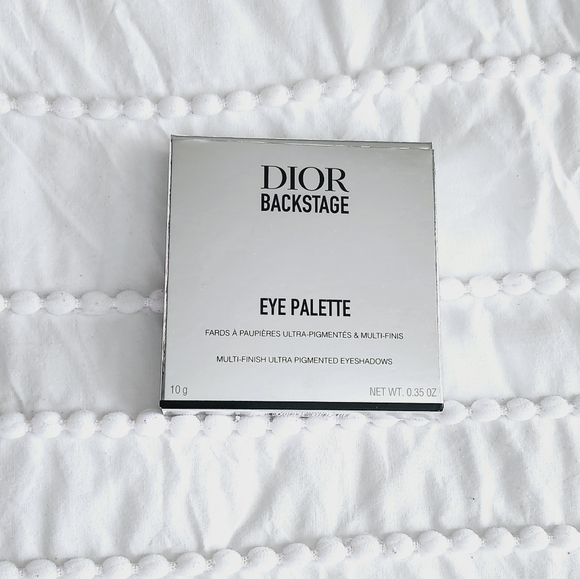 DIOR
BACKSTAGE
EYE PALETTE
FARDS À PAUPIÈRES ULTRA-PIGMENTÉS & MULTI-FINIS
MULTI-FINISH ULTRA PIGMENTED EYESHADOWS
10 g NET WT. 0.35 OZ